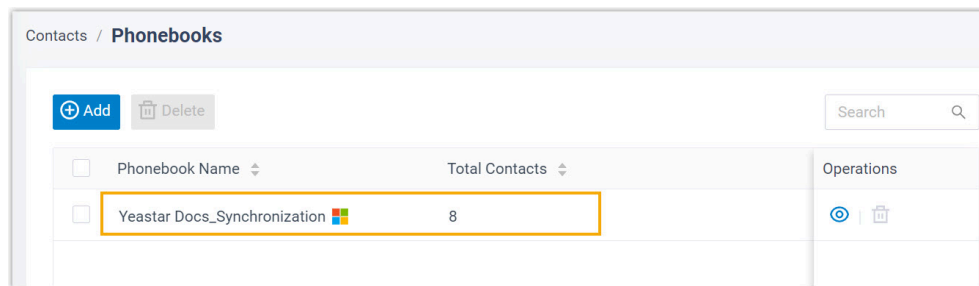 Contacts / Phonebooks
Add Delete Search
Phonebook Name Total Contacts Operations
Yeastar Docs_Synchronization 8